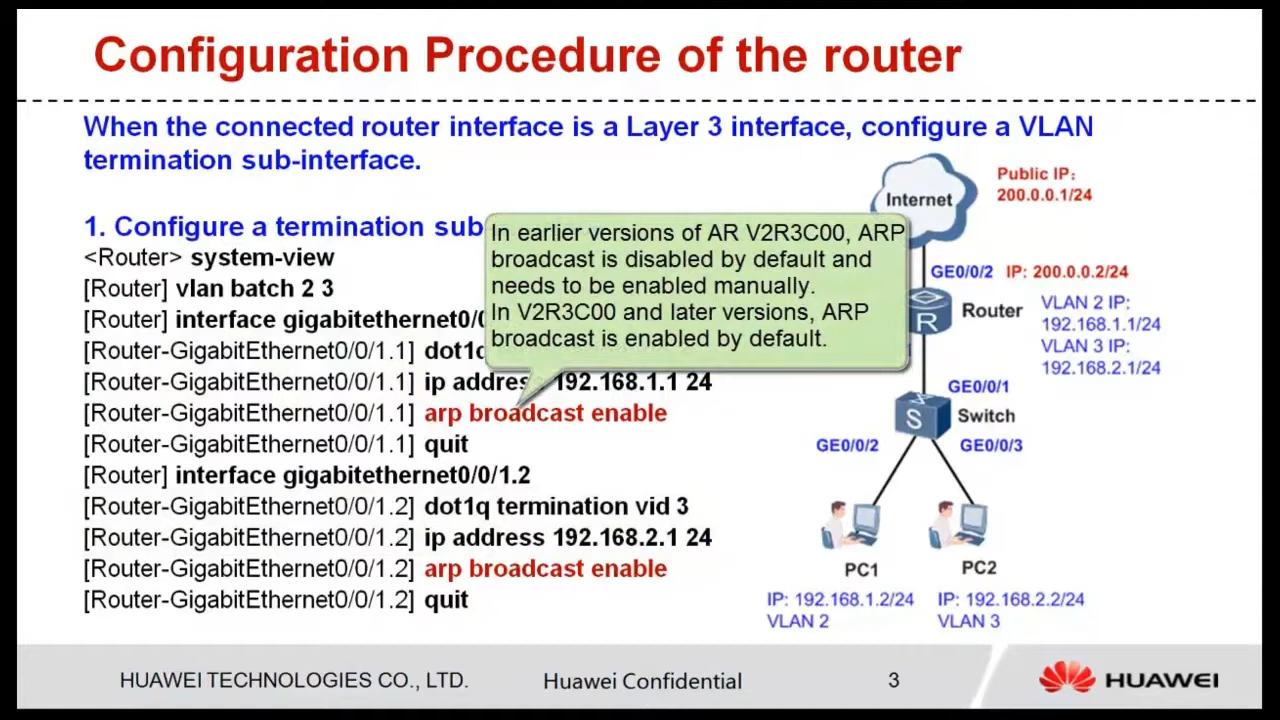 Configuration Procedure of the router
When the connected router interface is a Layer 3 interface, configure a VLAN
termination sub-interface.
1. Configure a termination sub
<Router> system-view
[Router] vlan batch 2 3
[Router] interface gigabitethernet0/0
[Router-GigabitEthernet0/0/1.1] dot1q
[Router-GigabitEthernet0/0/1.1] ip address 192.168.1.1 24
[Router-GigabitEthernet0/0/1.1] arp broadcast enable
[Router-GigabitEthernet0/0/1.1] quit
[Router] interface gigabitethernet0/0/1.2
[Router-GigabitEthernet0/0/1.2] dot1q termination vid 3
[Router-GigabitEthernet0/0/1.2] ip address 192.168.2.1 24
[Router-GigabitEthernet0/0/1.2] arp broadcast enable
[Router-GigabitEthernet0/0/1.2] quit
In earlier versions of AR V2R3C00, ARP
broadcast is disabled by default and
needs to be enabled manually.
In V2R3C00 and later versions, ARP
broadcast is enabled by default.
Internet
Public IP:
200.0.0.1/24
GE0/0/2 IP: 200.0.0.2/24
R
Router
VLAN 2 IP:
192.168.1.1/24
VLAN 3 IP:
192.168.2.1/24
GE0/0/1
S
Switch
GE0/0/2
GE0/0/3
PC1
PC2
IP: 192.168.1.2/24
VLAN 2
IP: 192.168.2.2/24
VLAN 3
HUAWEI TECHNOLOGIES CO., LTD.
Huawei Confidential
3
HUAWEI